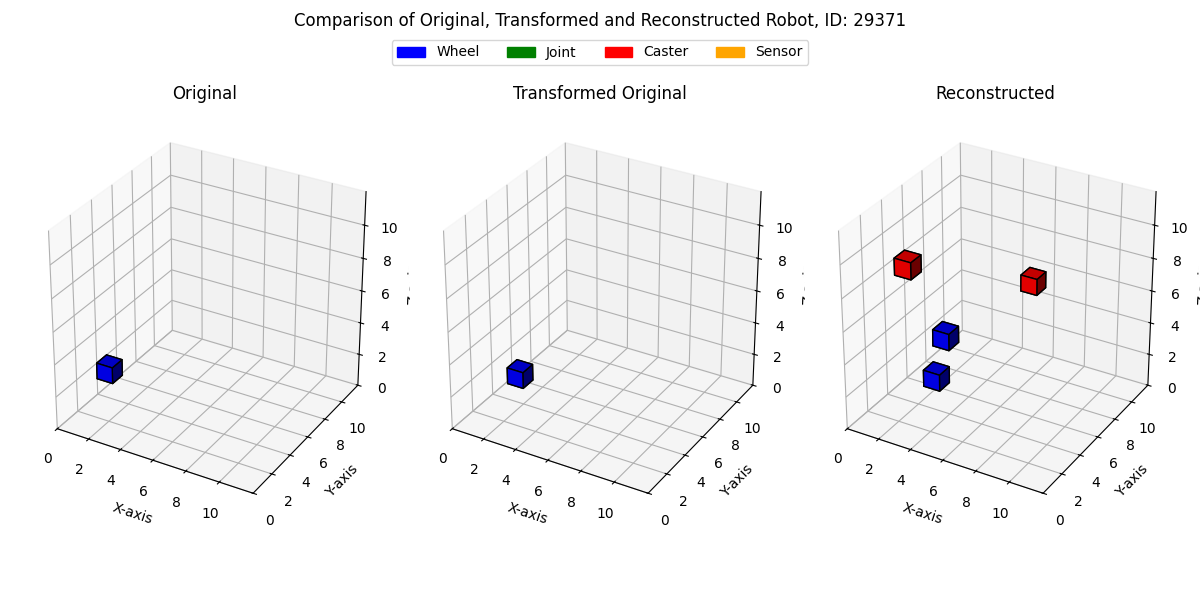 Comparison of Original, Transformed and Reconstructed Robot, ID: 29371
Wheel Joint Caster Sensor
Original
Transformed Original
Reconstructed
0 2 4 6 8 10
X-axis
0 2 4 6 8 10
Y-axis
0 2 4 6 8 10
0 2 4 6 8 10
X-axis
0 2 4 6 8 10
Y-axis
0 2 4 6 8 10
0 2 4 6 8 10
X-axis
0 2 4 6 8 10
Y-axis
0 2 4 6 8 10